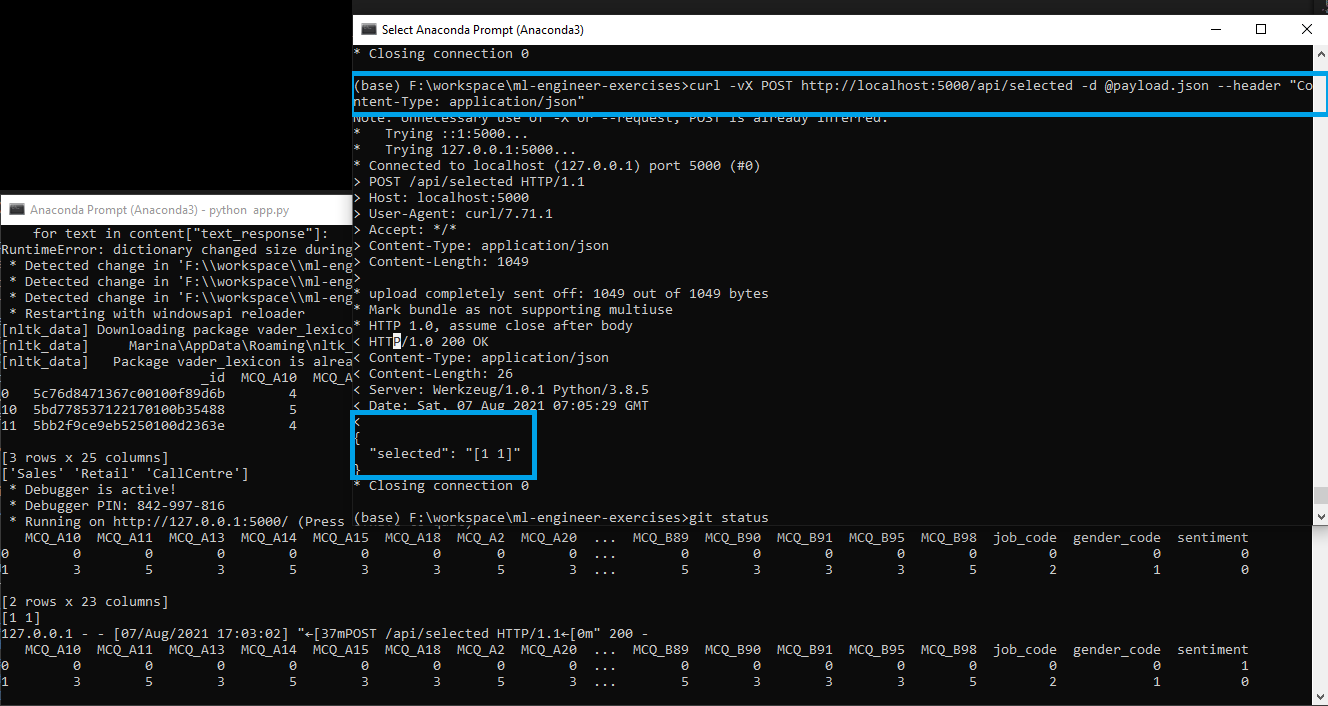 Select Anaconda Prompt (Anaconda3)
* Closing connection 0
(base) F:\workspace\ml-engineer-exercises>curl -vX POST http://localhost:5000/api/selected -d @payload.json --header "Co
ntent-Type: application/json"
Note: Unnecessary use of -X or --request, POST is already inferred.
*   Trying ::1:5000...
*   Trying 127.0.0.1:5000...
* Connected to localhost (127.0.0.1) port 5000 (#0)
> POST /api/selected HTTP/1.1
> Host: localhost:5000
> User-Agent: curl/7.71.1
> Accept: */*
> Content-Type: application/json
> Content-Length: 1049
>
* upload completely sent off: 1049 out of 1049 bytes
* Mark bundle as not supporting multiuse
* HTTP 1.0, assume close after body
< HTTP/1.0 200 OK
< Content-Type: application/json
< Content-Length: 26
< Server: Werkzeug/1.0.1 Python/3.8.5
< Date: Sat, 07 Aug 2021 07:05:29 GMT
<
{
  "selected": "[1 1]"
}
* Closing connection 0
(base) F:\workspace\ml-engineer-exercises>git status
Anaconda Prompt (Anaconda3) - python  app.py
    for text in content["text_response"]:
RuntimeError: dictionary changed size during
 * Detected change in 'F:\\workspace\\ml-eng
 * Detected change in 'F:\\workspace\\ml-eng
 * Detected change in 'F:\\workspace\\ml-eng
 * Restarting with windowsapi reloader
[nltk_data] Downloading package vader_lexico
[nltk_data]     Marina\AppData\Roaming\nltk_
[nltk_data]   Package vader_lexicon is alrea
_id  MCQ_A10  MCQ_A
0   5c76d8471367c00100f89d6b        4
10  5bd778537122170100b35488        5
11  5bb2f9ce9eb5250100d2363e        4
[3 rows x 25 columns]
['Sales' 'Retail' 'CallCentre']
 * Debugger is active!
 * Debugger PIN: 842-997-816
 * Running on http://127.0.0.1:5000/ (Press
   MCQ_A10  MCQ_A11  MCQ_A13  MCQ_A14  MCQ_A15  MCQ_A18  MCQ_A2  MCQ_A20  ...  MCQ_B89  MCQ_B90  MCQ_B91  MCQ_B95  MCQ_B98  job_code  gender_code  sentiment
0        0        0        0        0        0        0       0        0  ...        0        0        0        0        0         0            0          0
1        3        5        3        5        3        3       5        3  ...        5        3        3        3        5         2            1          0
[2 rows x 23 columns]
[1 1]
127.0.0.1 - - [07/Aug/2021 17:03:02] "←[37mPOST /api/selected HTTP/1.1←[0m" 200 -
   MCQ_A10  MCQ_A11  MCQ_A13  MCQ_A14  MCQ_A15  MCQ_A18  MCQ_A2  MCQ_A20  ...  MCQ_B89  MCQ_B90  MCQ_B91  MCQ_B95  MCQ_B98  job_code  gender_code  sentiment
0        0        0        0        0        0        0       0        0  ...        0        0        0        0        0         0            0          1
1        3        5        3        5        3        3       5        3  ...        5        3        3        3        5         2            1          0